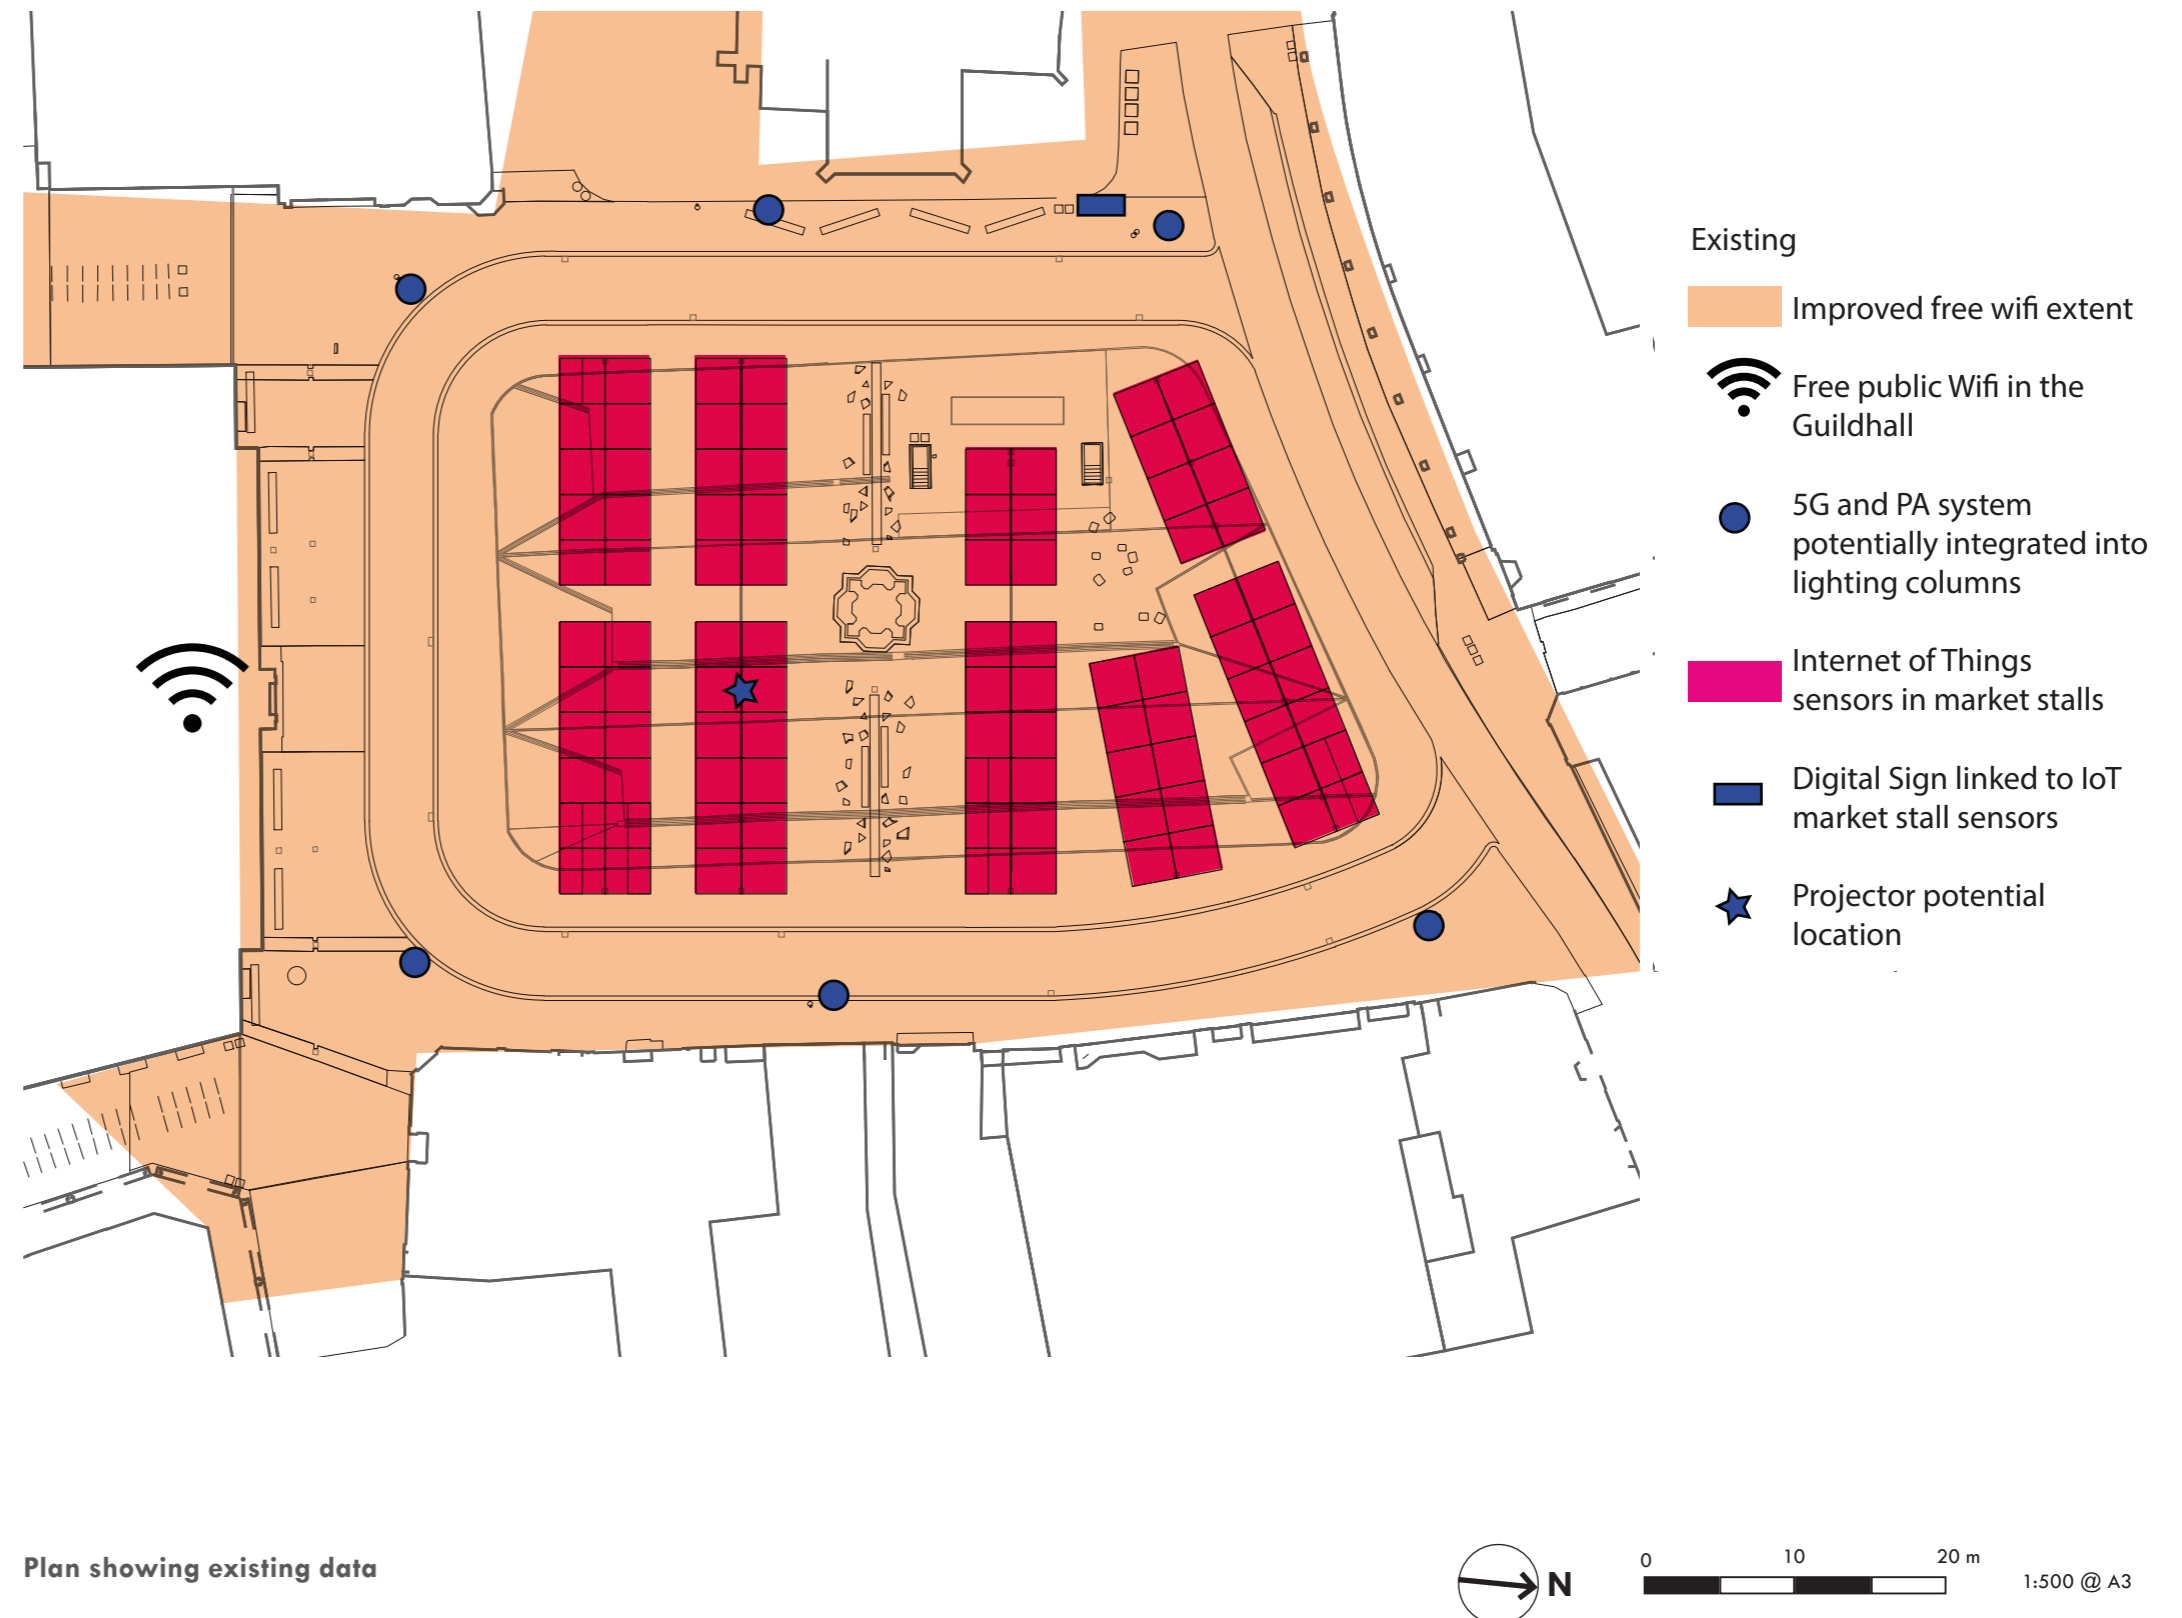 Existing
Improved free wifi extent
Free public Wifi in the
Guildhall
5G and PA system
potentially integrated into
lighting columns
Internet of Things
sensors in market stalls
Digital Sign linked to IoT
market stall sensors
Projector potential
location
Plan showing existing data
N
0 10 20 m
1:500 @ A3